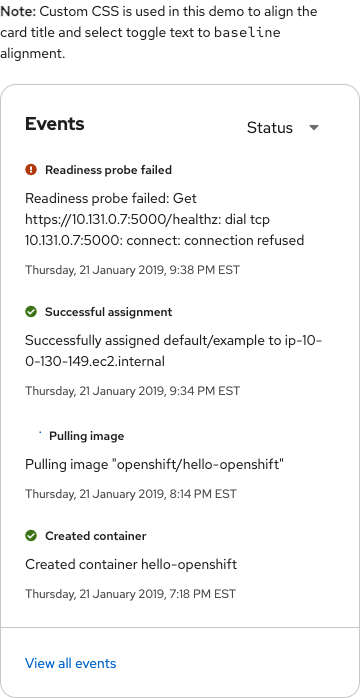 Note: Custom CSS is used in this demo to align the
card title and select toggle text to baseline
alignment.
Events
Status
Readiness probe failed
Readiness probe failed: Get
https://10.131.0.7:5000/healthz: dial tcp
10.131.0.7:5000: connect: connection refused
Thursday, 21 January 2019, 9:38 PM EST
Successful assignment
Successfully assigned default/example to ip-10-
0-130-149.ec2.internal
Thursday, 21 January 2019, 9:34 PM EST
Pulling image
Pulling image "openshift/hello-openshift"
Thursday, 21 January 2019, 8:14 PM EST
Created container
Created container hello-openshift
Thursday, 21 January 2019, 7:18 PM EST
View all events